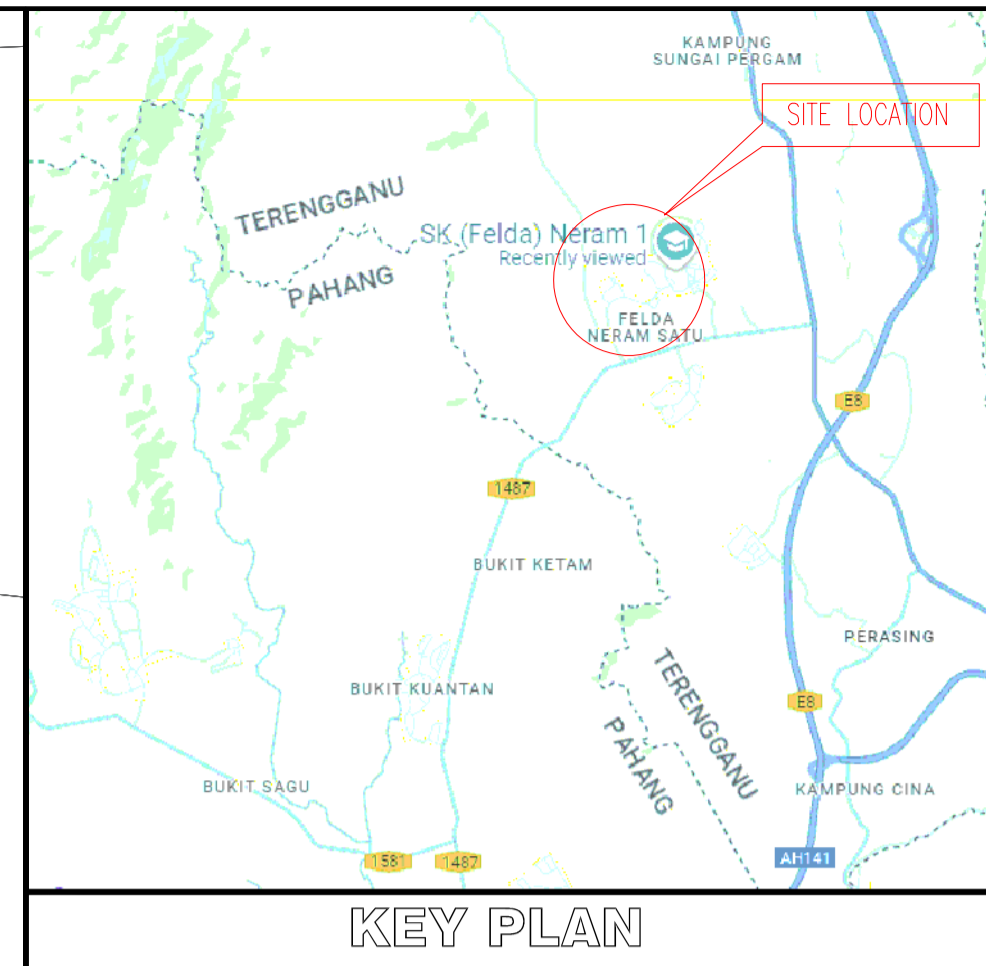 KAMPUNG
SUNGAI PERGAM
SITE LOCATION
TERENGGANU
PAHANG
SK (Felda) Neram 1
Recently viewed
FELDA
NERAM SATU
E8
1487
BUKIT KETAM
PERASING
TERENGGANU
PAHANG
BUKIT KUANTAN
E8
BUKIT SAGU
KAMPUNG CINA
1581
1487
AH141
KEY PLAN